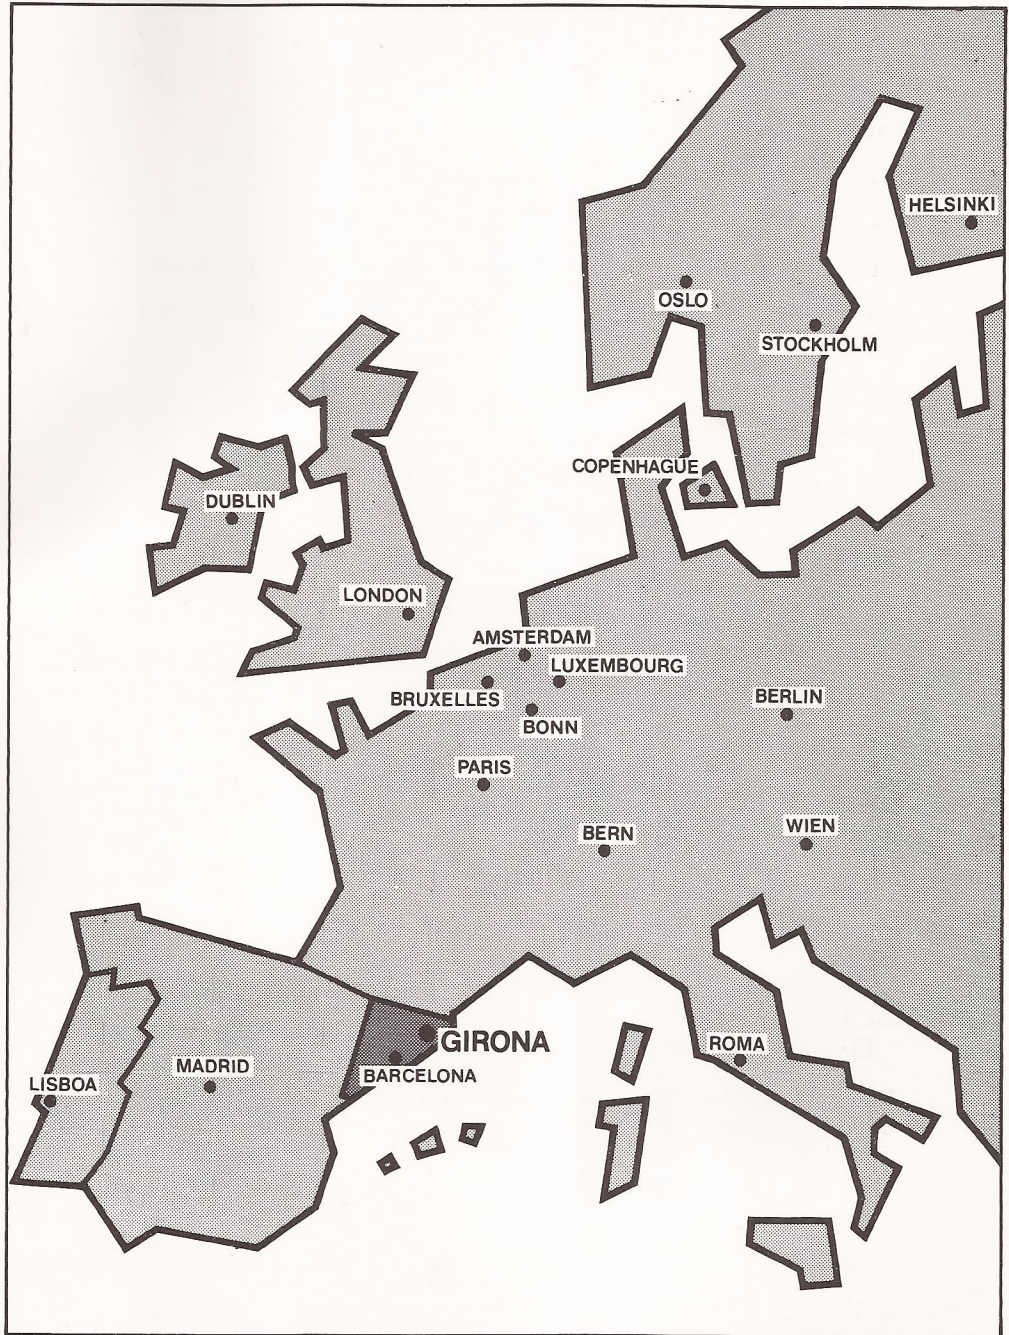 HELSINKI
OSLO
STOCKHOLM
COPENHAGUE
DUBLIN
LONDON
AMSTERDAM
LUXEMBOURG
BRUXELLES
BERLIN
BONN
PARIS
BERN
WIEN
GIRONA
ROMA
MADRID
BARCELONA
LISBOA